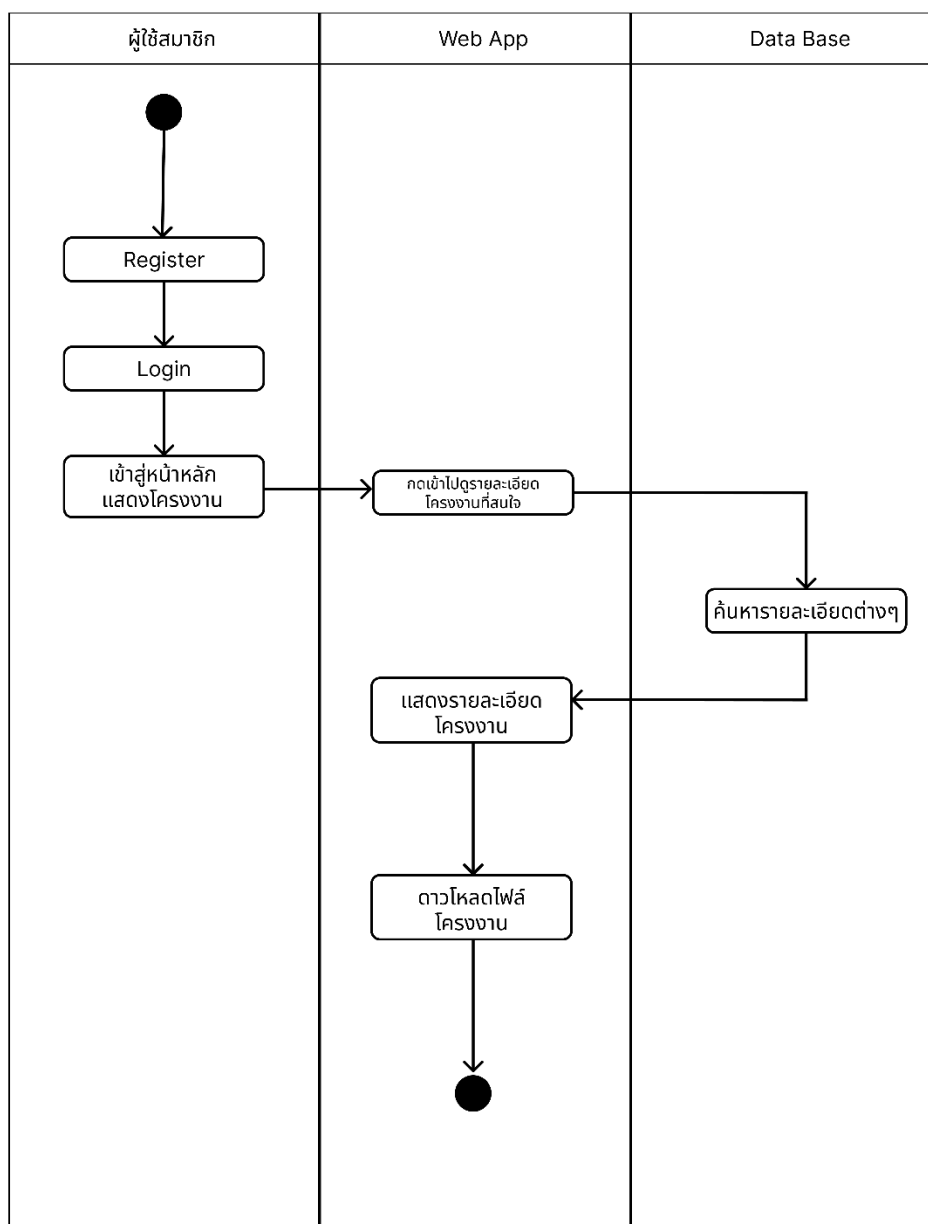 ผู้ใช้สมาชิก
Web App
Data Base
Register
Login
เข้าสู่หน้าหลัก
แสดงโครงงาน
กดเข้าไปดูรายละเอียด
โครงงานที่สนใจ
ค้นหารายละเอียดต่างๆ
แสดงรายละเอียด
โครงงาน
ดาวโหลดไฟล์
โครงงาน